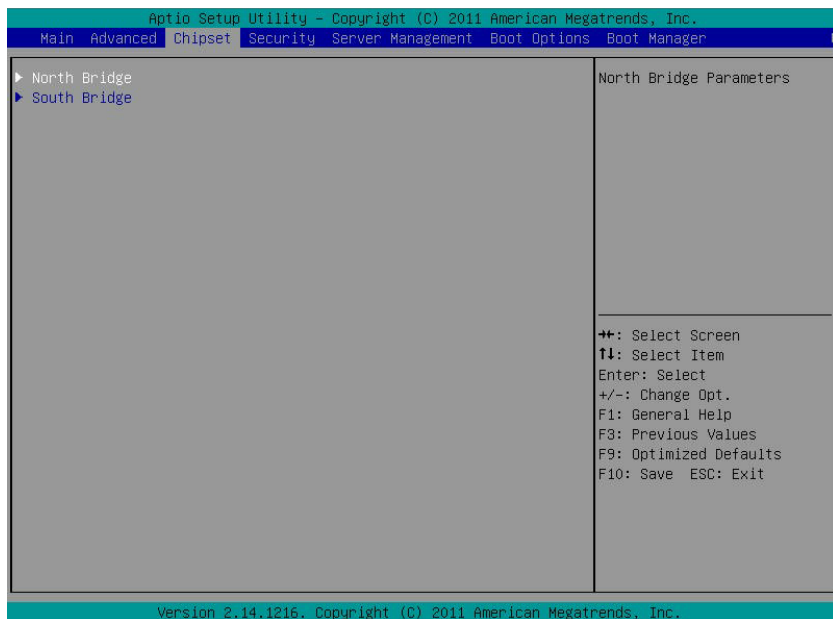 Aptio Setup Utility – Copyright (C) 2011 American Megatrends, Inc.
Main Advanced Chipset Security Server Management Boot Options Boot Manager
▶ North Bridge
▶ South Bridge
North Bridge Parameters
→←: Select Screen
↑↓: Select Item
Enter: Select
+/-: Change Opt.
F1: General Help
F3: Previous Values
F9: Optimized Defaults
F10: Save ESC: Exit
Version 2.14.1216. Copyright (C) 2011 American Megatrends, Inc.